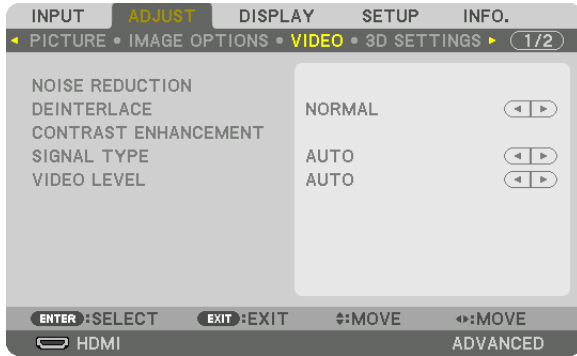 INPUT ADJUST DISPLAY SETUP INFO.
◄ PICTURE • IMAGE OPTIONS • VIDEO • 3D SETTINGS ► 1/2
NOISE REDUCTION
DEINTERLACE NORMAL
CONTRAST ENHANCEMENT
SIGNAL TYPE AUTO
VIDEO LEVEL AUTO
ENTER :SELECT EXIT :EXIT :MOVE :MOVE
HDMI ADVANCED